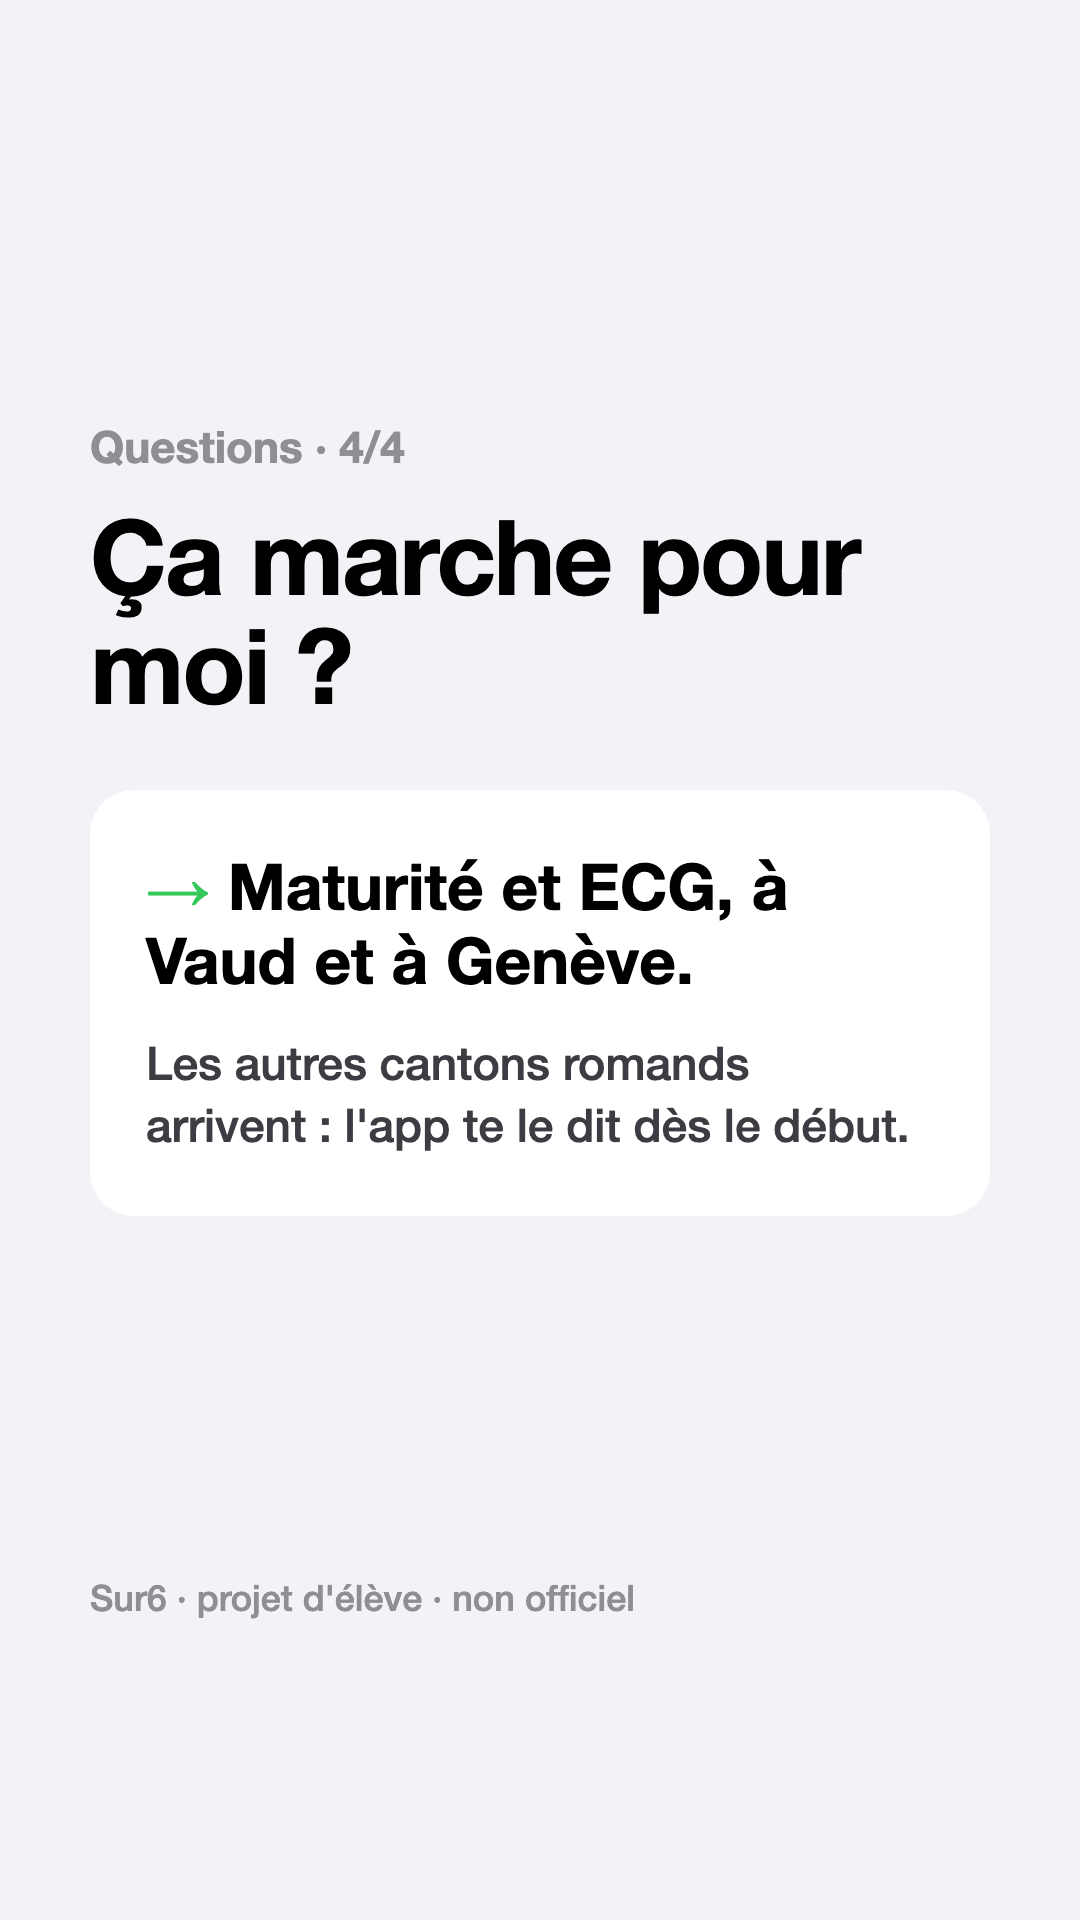 Questions · 4/4
Ça marche pour
moi ?
→ Maturité et ECG, à
Vaud et à Genève.
Les autres cantons romands
arrivent : l'app te le dit dès le début.
Sur6 · projet d'élève · non officiel